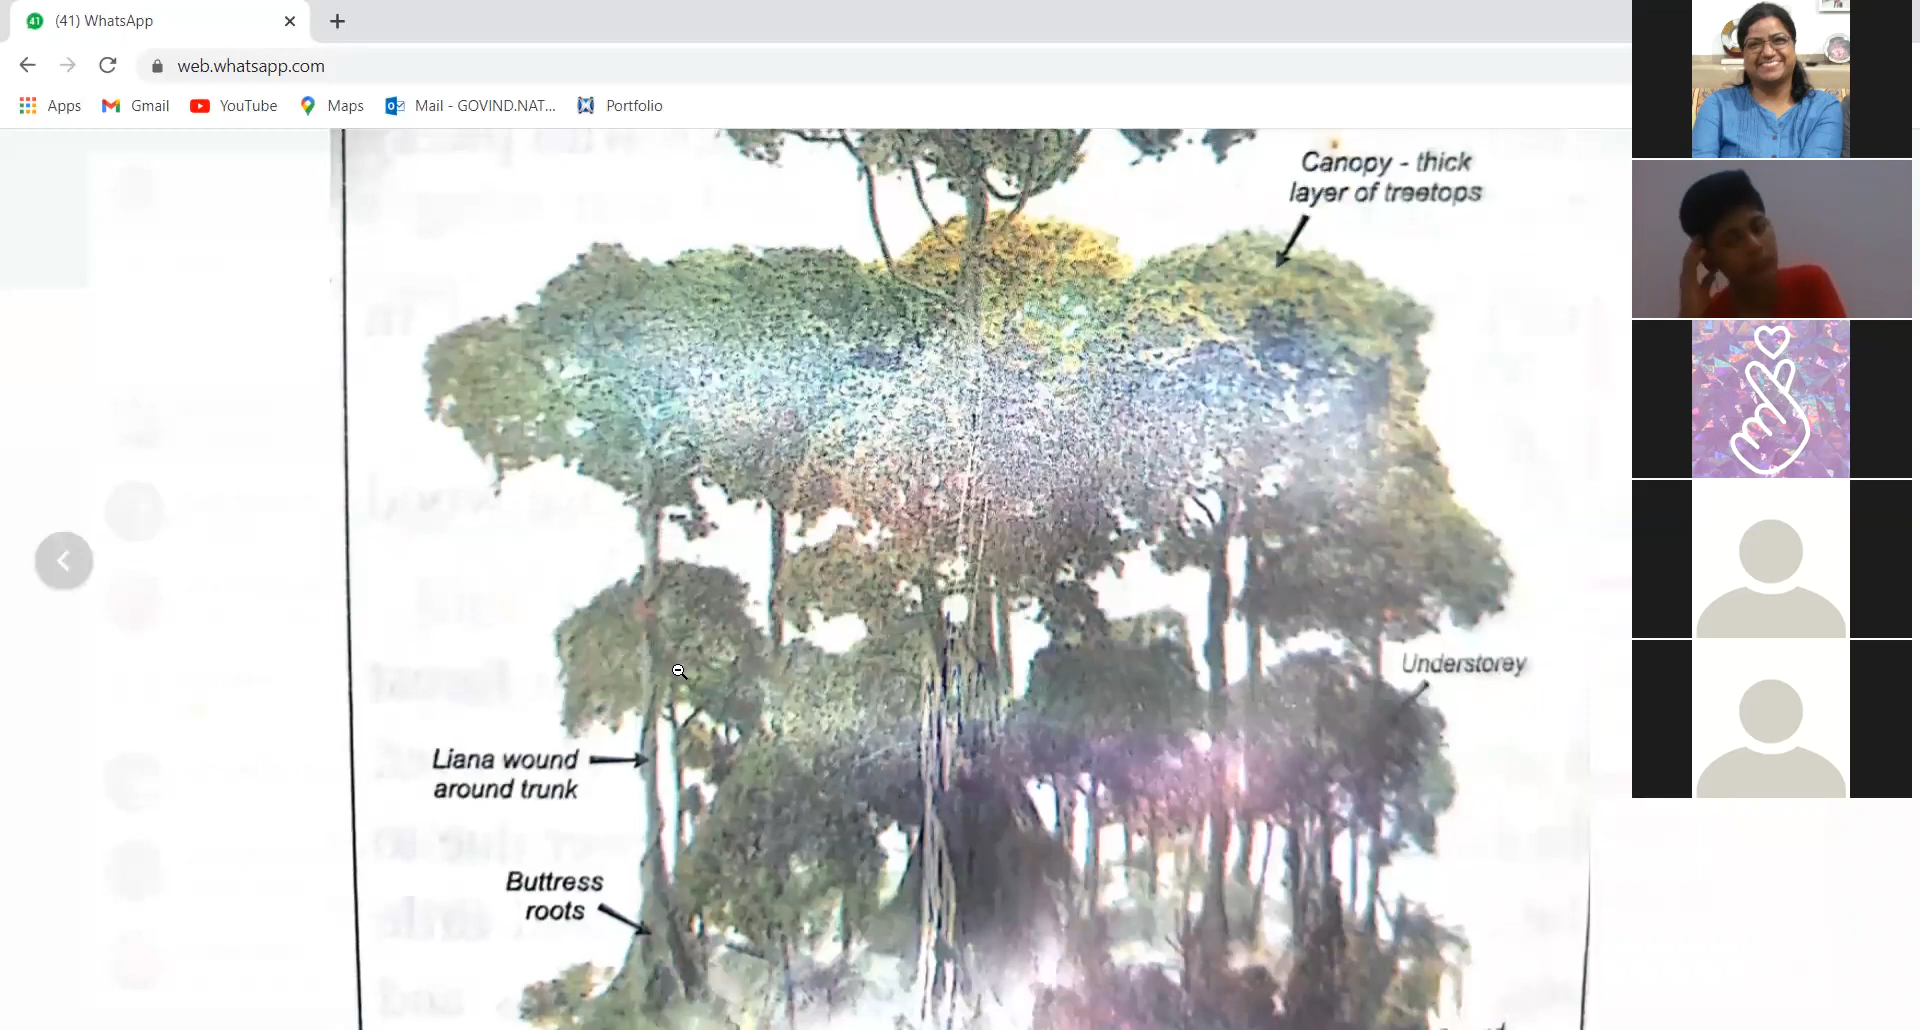 41 (41) WhatsApp
web.whatsapp.com
Apps Gmail YouTube Maps Mail - GOVIND.NAT... Portfolio
Canopy - thick
layer of treetops
Understorey
Liana wound
around trunk
Buttress
roots